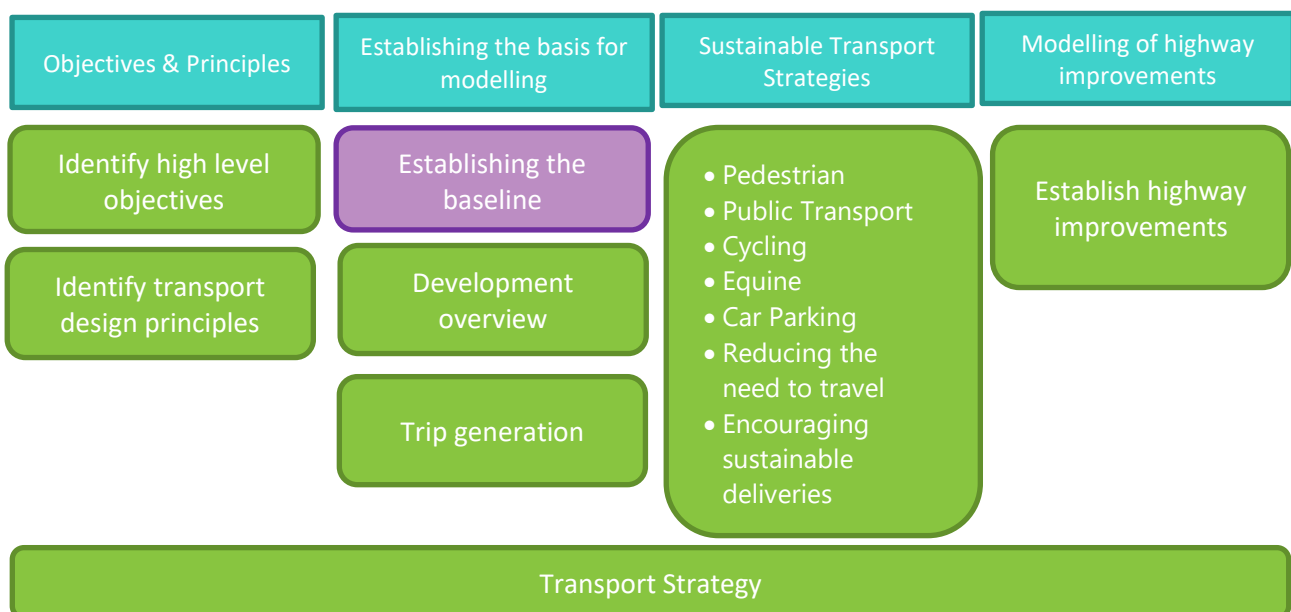 Objectives & Principles
Establishing the basis for
modelling
Sustainable Transport
Strategies
Modelling of highway
improvements
Identify high level
objectives
Identify transport
design principles
Establishing the
baseline
Development
overview
Trip generation
• Pedestrian
• Public Transport
• Cycling
• Equine
• Car Parking
• Reducing the
need to travel
• Encouraging
sustainable
deliveries
Establish highway
improvements
Transport Strategy